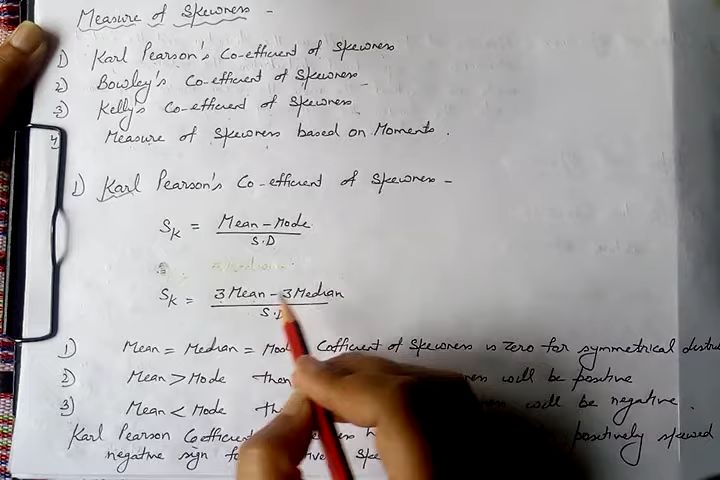 Measure of Skewness -
1) Karl Pearson's Co-efficient of Skewness
2) Bowley's Co-efficient of Skewness -
3) Kelly's Co-efficient of Skewness
4 Measure of Skewness based on Moments.
1) Karl Pearson's Co-efficient of Skewness -
Sk = Mean - Mode / S.D
Sk = 3 Mean - 3 Median / S.D
1) Mean = Median = Mode Cofficient of Skewness is zero for symmetrical
2) Mean > Mode will be positive
3) Mean < Mode will be negative.
Karl Pearson positively skewed
negative sign